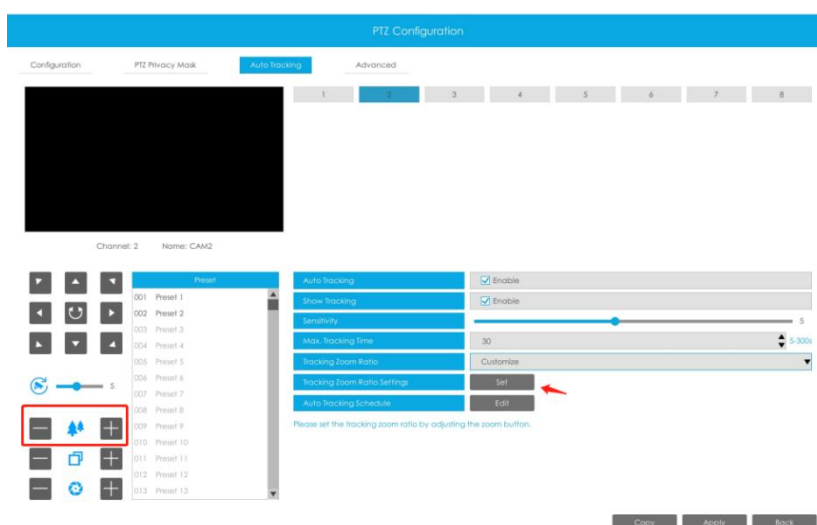 PTZ Configuration
Configuration PTZ Privacy Mask Auto Tracking Advanced
1 2 3 4 5 6 7 8
Channel: 2 Name: CAM2
Preset
001 Preset 1
002 Preset 2
003 Preset 3
004 Preset 4
005 Preset 5
006 Preset 6
007 Preset 7
008 Preset 8
009 Preset 9
010 Preset 10
011 Preset 11
012 Preset 12
013 Preset 13
5
Auto Tracking Enable
Show Tracking Enable
Sensitivity 5
Max. Tracking Time 30 5-300s
Tracking Zoom Ratio Customize
Tracking Zoom Ratio Settings Set
Auto Tracking Schedule Edit
Please set the tracking zoom ratio by adjusting the zoom button.
Copy Apply Back